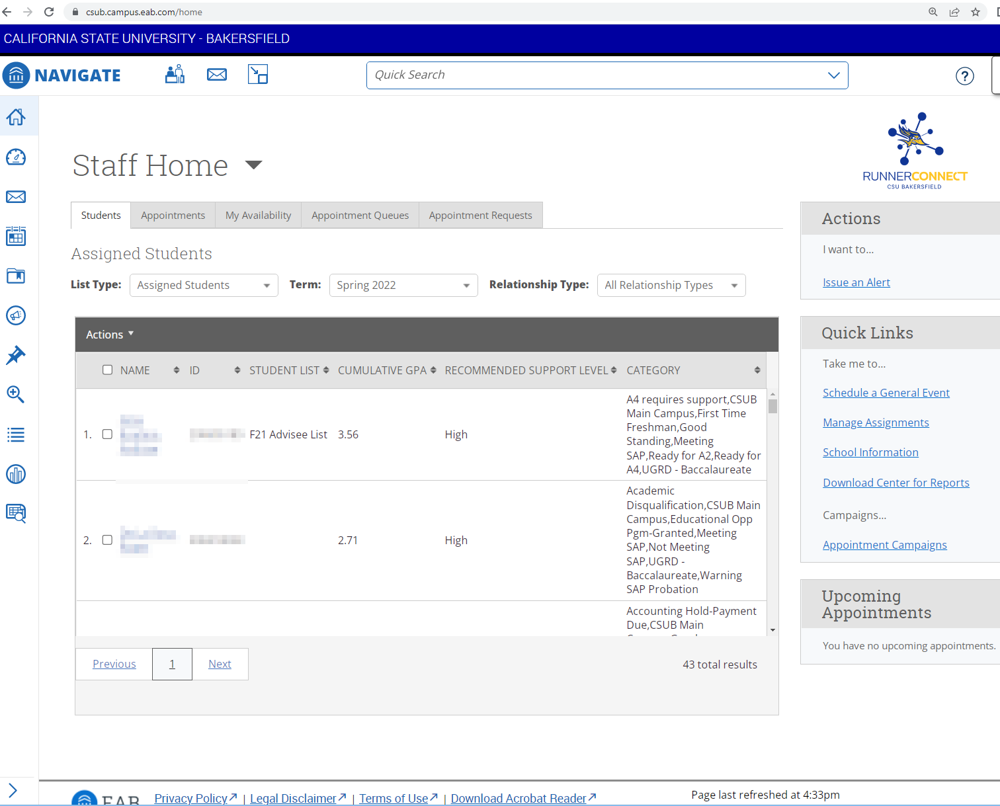 csub.campus.eab.com/home
CALIFORNIA STATE UNIVERSITY - BAKERSFIELD
NAVIGATE
Quick Search
?
RUNNERCONNECT
CSU BAKERSFIELD
Staff Home
Students
Appointments
My Availability
Appointment Queues
Appointment Requests
Assigned Students
List Type: Assigned Students
Term: Spring 2022
Relationship Type: All Relationship Types
Actions
NAME ID STUDENT LIST CUMULATIVE GPA RECOMMENDED SUPPORT LEVEL CATEGORY
1. F21 Advisee List 3.56 High
A4 requires support,CSUB
Main Campus,First Time
Freshman,Good
Standing,Meeting
SAP,Ready for A2,Ready for
A4,UGRD - Baccalaureate
2. 2.71 High
Academic
Disqualification,CSUB Main
Campus,Educational Opp
Pgm-Granted,Meeting
SAP,Not Meeting
SAP,UGRD -
Baccalaureate,Warning
SAP Probation
Accounting Hold-Payment
Due,CSUB Main
Previous 1 Next
43 total results
Actions
I want to...
Issue an Alert
Quick Links
Take me to...
Schedule a General Event
Manage Assignments
School Information
Download Center for Reports
Campaigns...
Appointment Campaigns
Upcoming
Appointments
You have no upcoming appointments.
EAB
Privacy Policy | Legal Disclaimer | Terms of Use | Download Acrobat Reader
Page last refreshed at 4:33pm